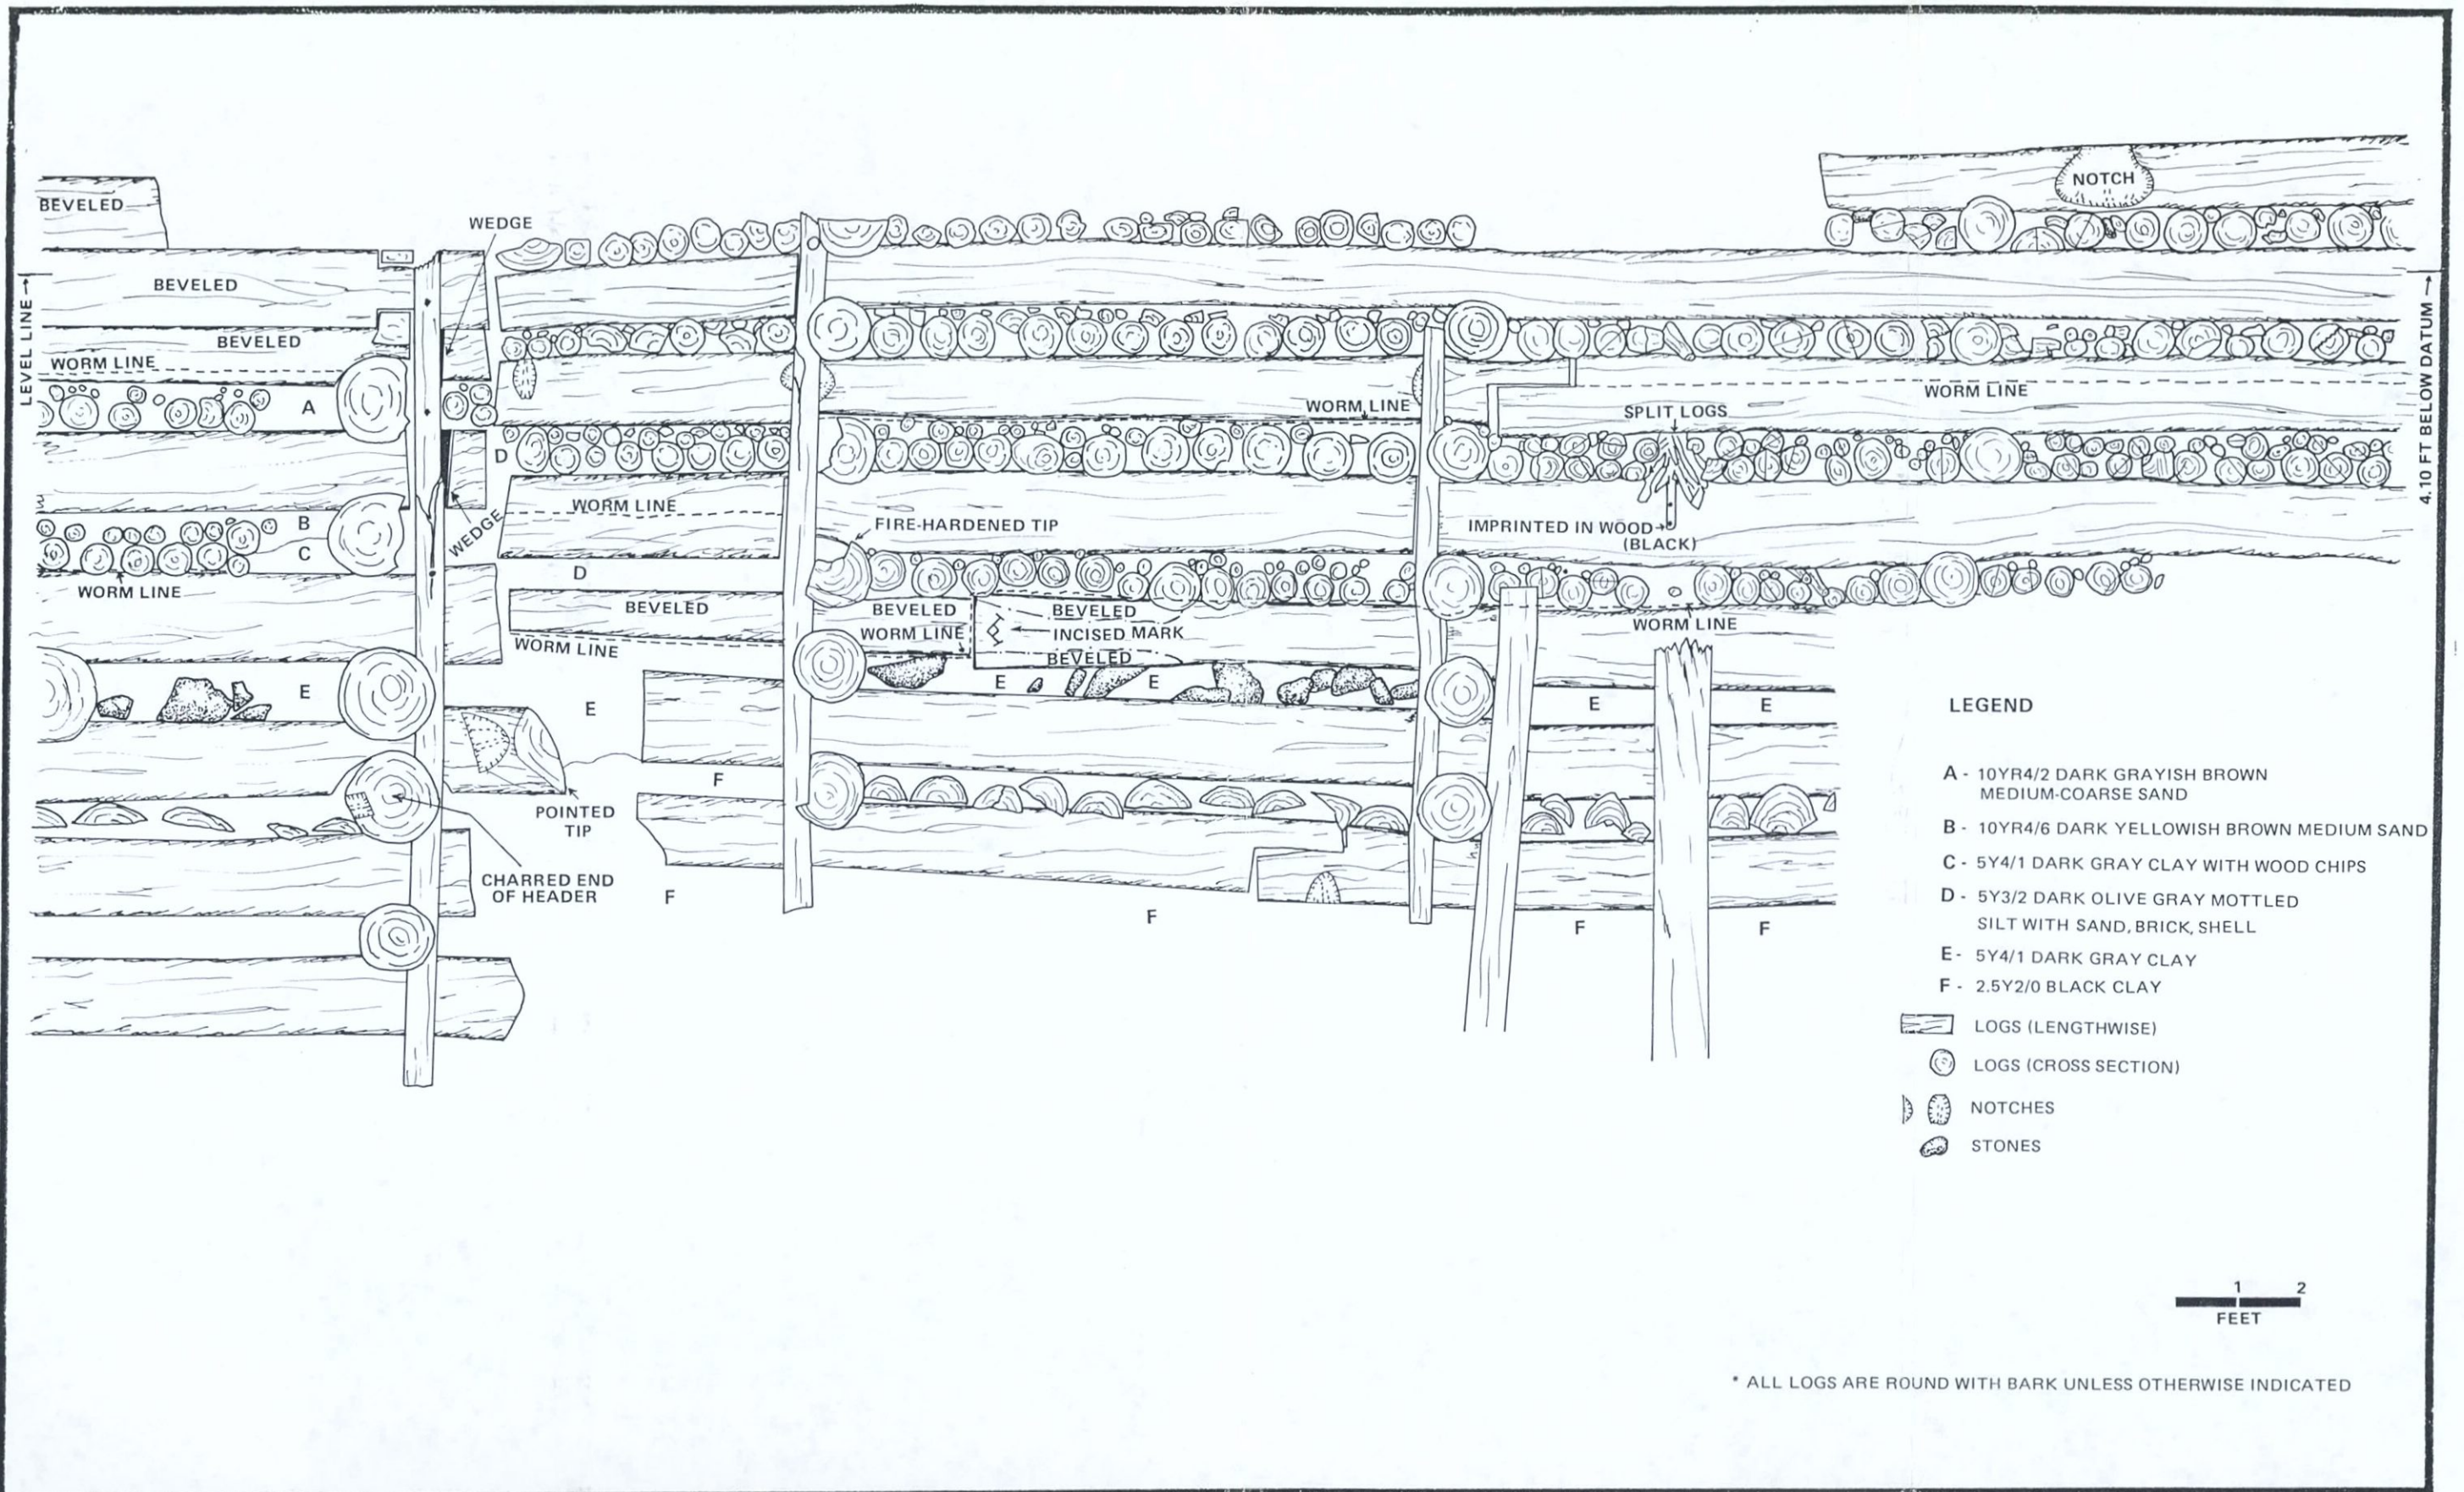 NOTCH
BEVELED
WEDGE
BEVELED
LEVEL LINE
4.10 FT BELOW DATUM
BEVELED
WORM LINE
WORM LINE
WORM LINE
A
SPLIT LOGS
D
WORM LINE
B
FIRE-HARDENED TIP
IMPRINTED IN WOOD
(BLACK)
WEDGE
C
D
WORM LINE
BEVELED
BEVELED
BEVELED
WORM LINE
INCISED MARK
WORM LINE
WORM LINE
BEVELED
E
E
E
E
E
E
F
POINTED
TIP
CHARRED END
OF HEADER
F
F
F
F
LEGEND
A - 10YR4/2 DARK GRAYISH BROWN
MEDIUM-COARSE SAND
B - 10YR4/6 DARK YELLOWISH BROWN MEDIUM SAND
C - 5Y4/1 DARK GRAY CLAY WITH WOOD CHIPS
D - 5Y3/2 DARK OLIVE GRAY MOTTLED
SILT WITH SAND, BRICK, SHELL
E - 5Y4/1 DARK GRAY CLAY
F - 2.5Y2/0 BLACK CLAY
LOGS (LENGTHWISE)
LOGS (CROSS SECTION)
NOTCHES
STONES
1 2
FEET
* ALL LOGS ARE ROUND WITH BARK UNLESS OTHERWISE INDICATED